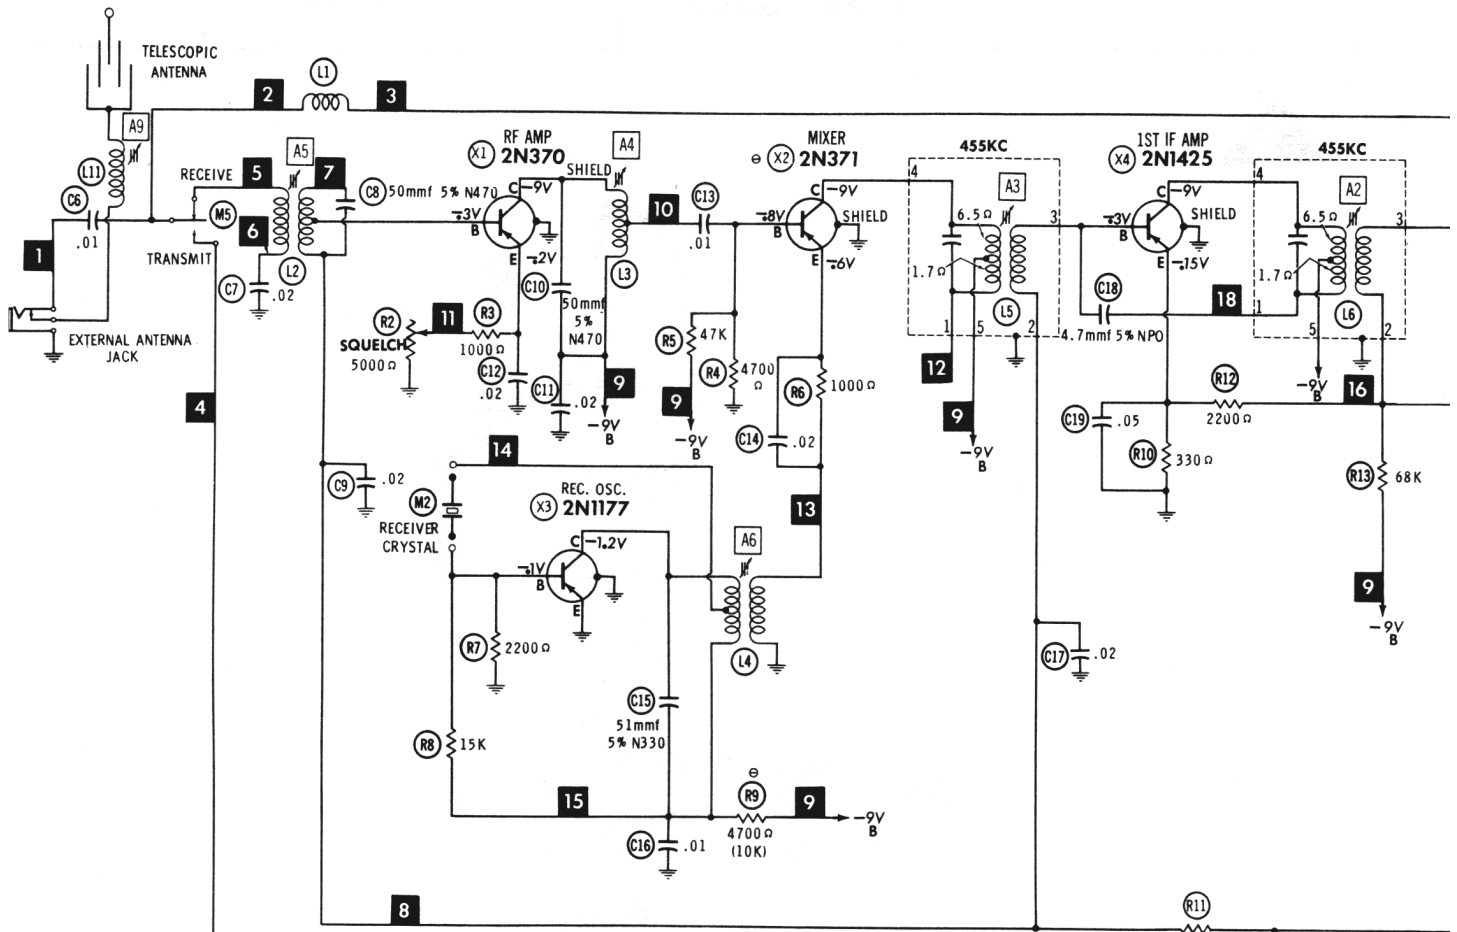 TELESCOPIC
ANTENNA
2
L1
3
A9
L11
C6
.01
1
RECEIVE
5
A5
7
M5
6
TRANSMIT
C7
.02
L2
EXTERNAL ANTENNA
JACK
4
C8 50mmf 5% N470
RF AMP
X1 2N370
C -9V
SHIELD
A4
-.3V
B
E
-.2V
C10
50mmf
5%
N470
L3
R2
SQUELCH
5000Ω
11
R3
1000Ω
C12
.02
C11
.02
9
-9V
B
10
C13
.01
MIXER
⊖ X2 2N371
C
-9V
SHIELD
-.8V
B
E
-.6V
R5
47K
R4
4700
Ω
9
-9V
B
R6
1000Ω
C14
.02
13
455KC
4
A3
6.5Ω
3
1.7Ω
L5
1
5
2
12
9
-9V
B
1ST IF AMP
X4 2N1425
C
-9V
SHIELD
-.3V
B
E
-.15V
C18
4.7mmf 5% NPO
18
455KC
4
A2
6.5Ω
3
1.7Ω
L6
1
5
2
-9V
B
16
R12
2200Ω
C19
.05
R10
330Ω
R13
68K
9
-9V
B
C9
.02
14
M2
RECEIVER
CRYSTAL
REC. OSC.
X3 2N1177
C -1.2V
-.1V
B
E
A6
L4
R7
2200Ω
C15
51mmf
5% N330
R8
15K
15
⊖
R9
4700Ω
(10K)
9
-9V
B
C16
.01
C17
.02
8
R11